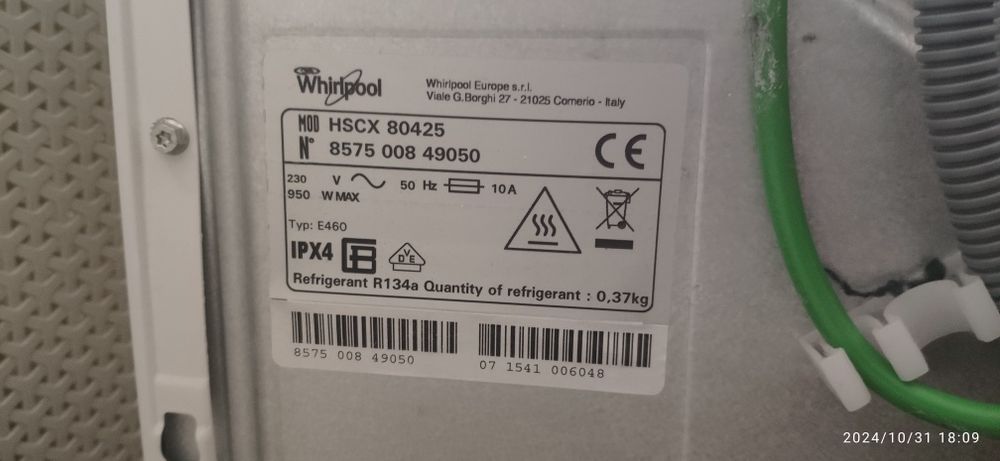 Whirlpool
Whirlpool Europe s.r.l.
Viale G.Borghi 27 - 21025 Comerio - Italy
MOD HSCX 80425
N° 8575 008 49050
CE
230 V ~ 50 Hz 10 A
950 W MAX
Typ: E460
IPX4
DVE
Refrigerant R134a Quantity of refrigerant : 0,37kg
8575 008 49050
07 1541 006048
2024/10/31 18:09